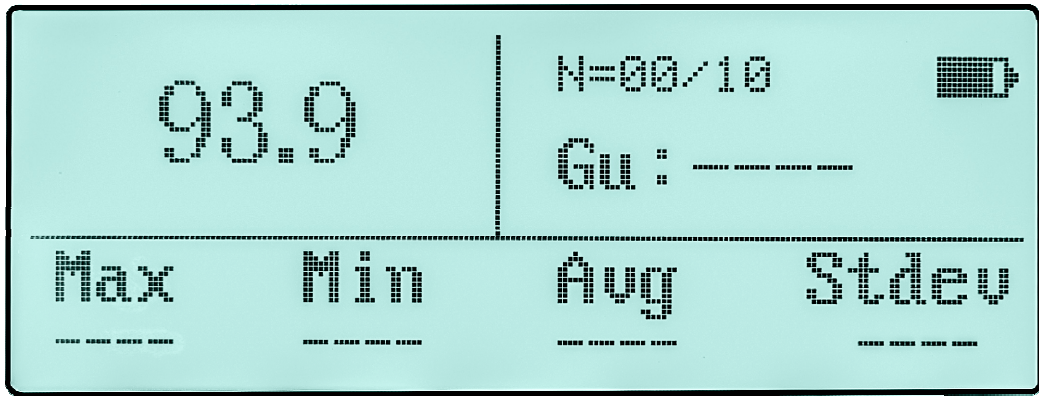 93.9
N=00/10
Gu:----
Max Min Avg Stdev
---- ---- ---- ----